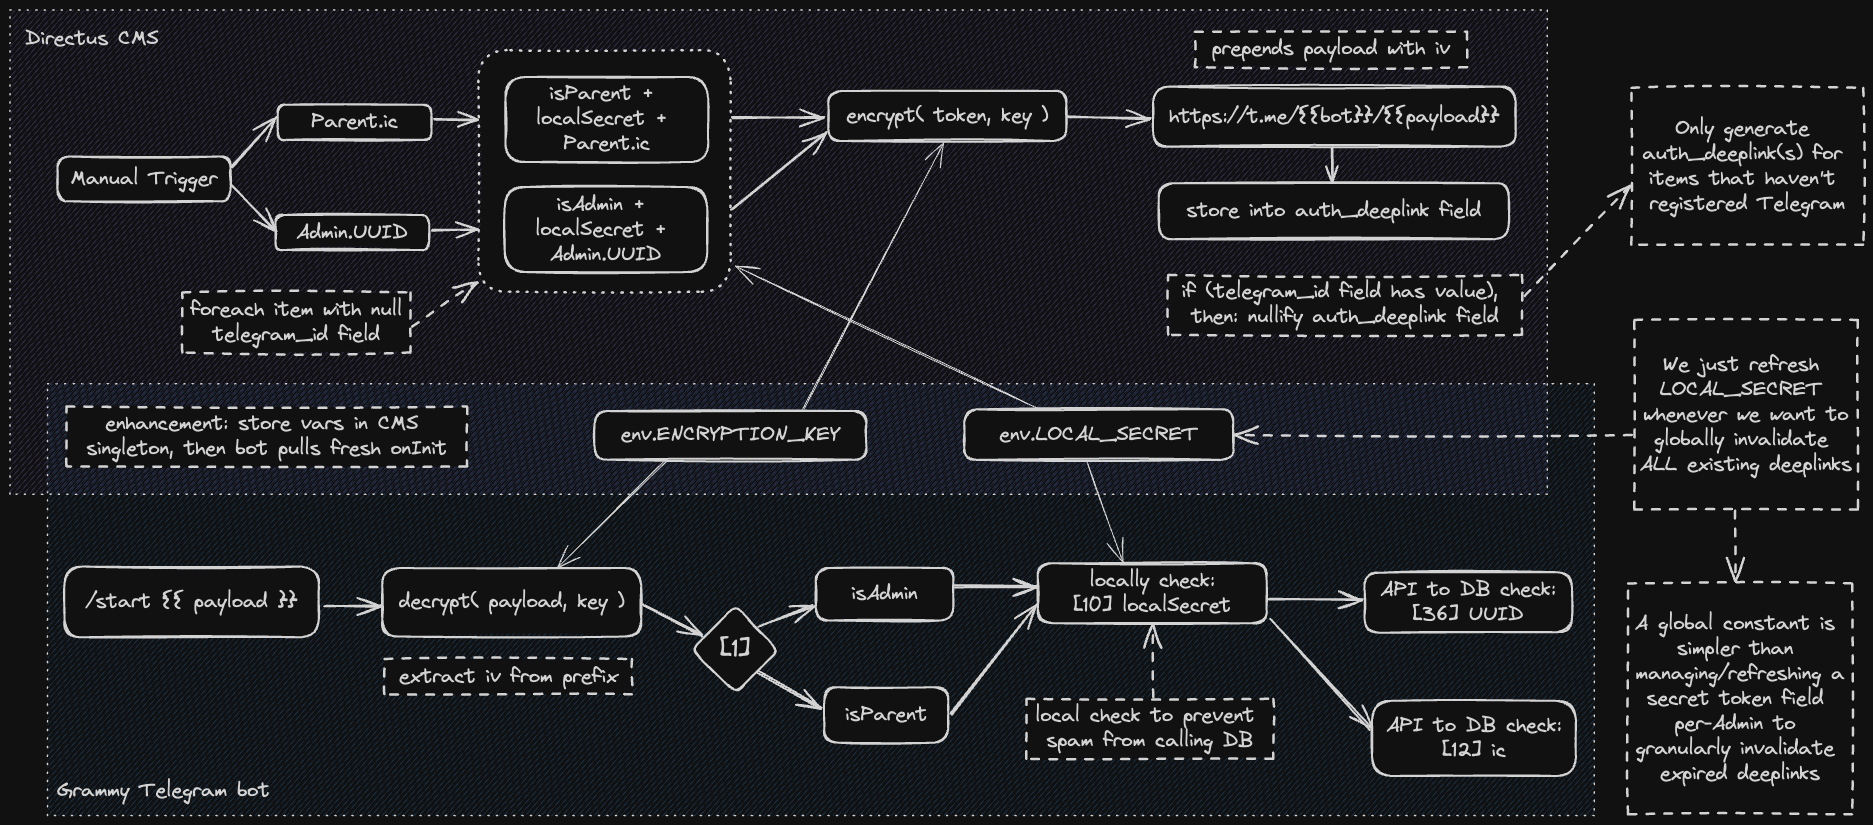 Directus CMS
Manual Trigger
Parent.ic
Admin.UUID
foreach item with null
telegram_id field
isParent +
localSecret +
Parent.ic
isAdmin +
localSecret +
Admin.UUID
encrypt( token, key )
prepends payload with iv
https://t.me/{{bot}}/{{payload}}
store into auth_deeplink field
if (telegram_id field has value),
then: nullify auth_deeplink field
Only generate
auth_deeplink(s) for
items that haven't
registered Telegram
enhancement: store vars in CMS
singleton, then bot pulls fresh onInit
env.ENCRYPTION_KEY
env.LOCAL_SECRET
We just refresh
LOCAL_SECRET
whenever we want to
globally invalidate
ALL existing deeplinks
/start {{ payload }}
decrypt( payload, key )
extract iv from prefix
[1]
isAdmin
isParent
locally check:
[10] localSecret
local check to prevent
spam from calling DB
API to DB check:
[36] UUID
API to DB check:
[12] ic
A global constant is
simpler than
managing/refreshing a
secret token field
per-Admin to
granularly invalidate
expired deeplinks
Grammy Telegram bot